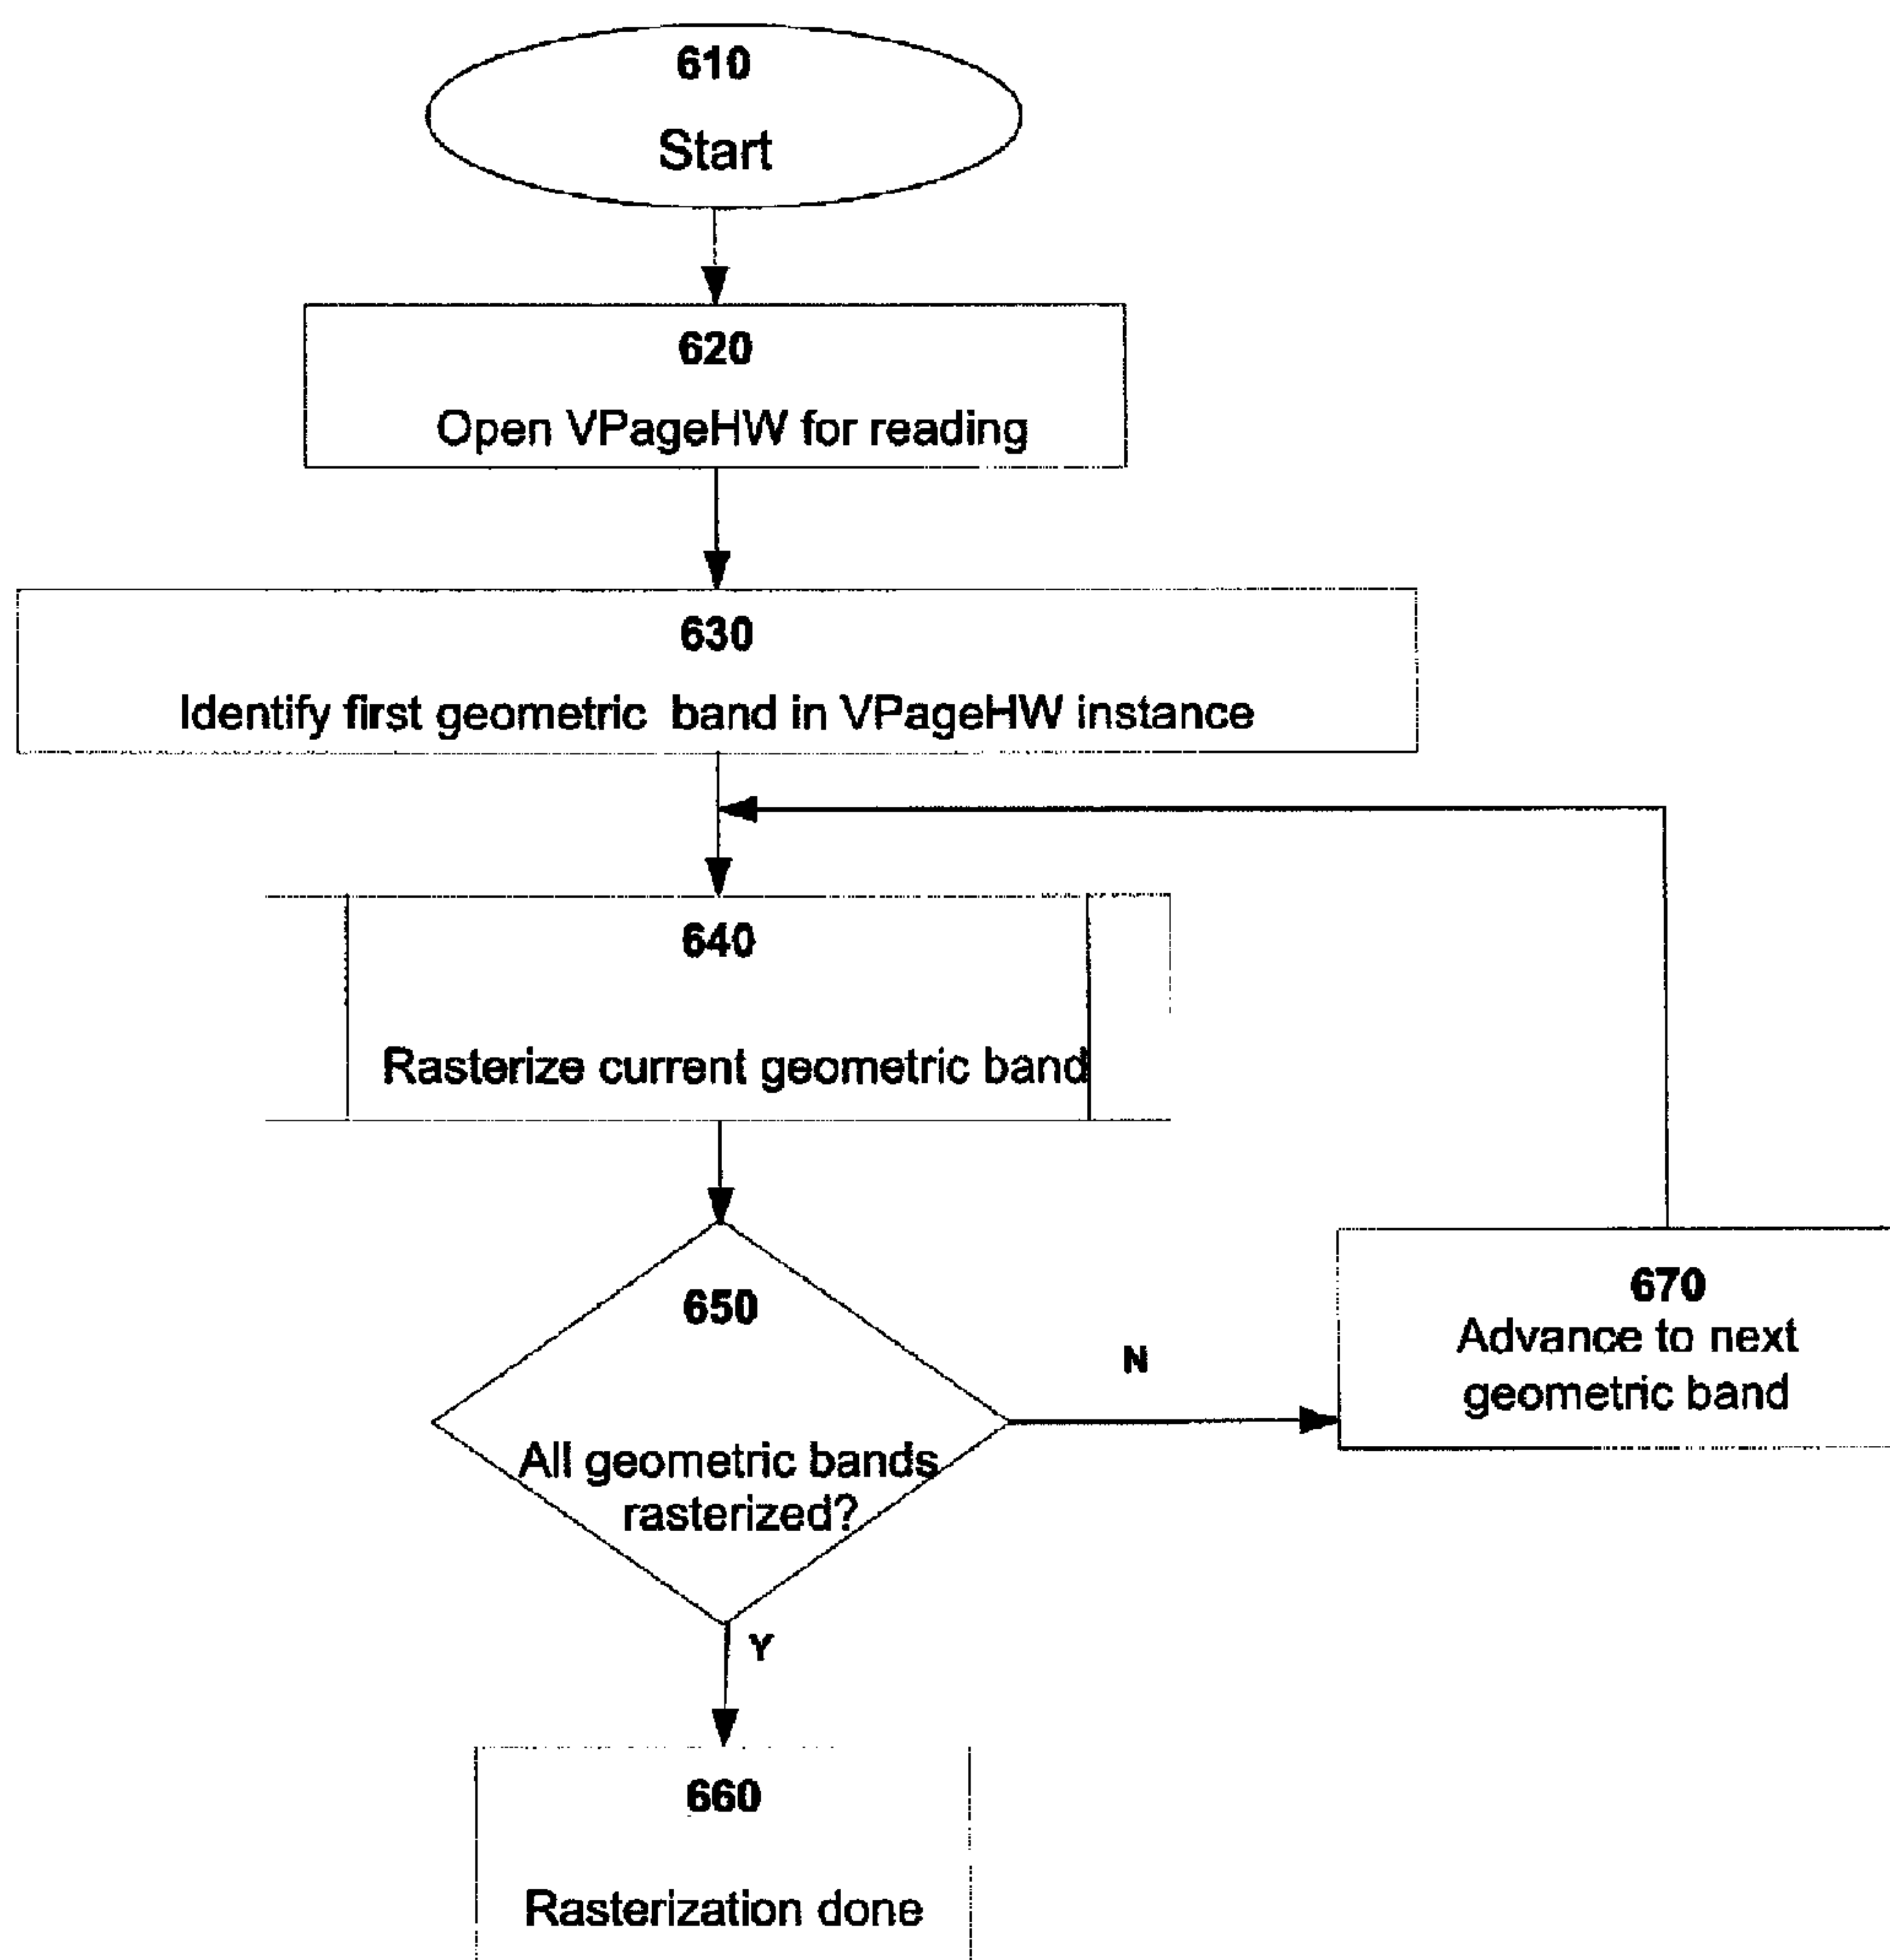 610
Start
620
Open VPageHW for reading
630
Identify first geometric band in VPageHW instance
640
Rasterize current geometric band
650
All geometric bands
rasterized?
N
670
Advance to next
geometric band
Y
660
Rasterization done